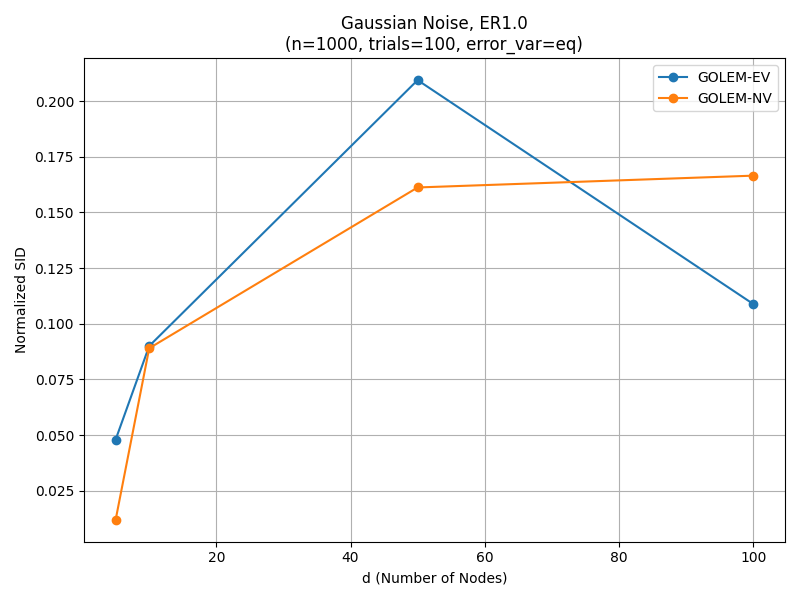 Gaussian Noise, ER1.0
(n=1000, trials=100, error_var=eq)
GOLEM-EV
GOLEM-NV
Normalized SID
0.200
0.175
0.150
0.125
0.100
0.075
0.050
0.025
20 40 60 80 100
d (Number of Nodes)